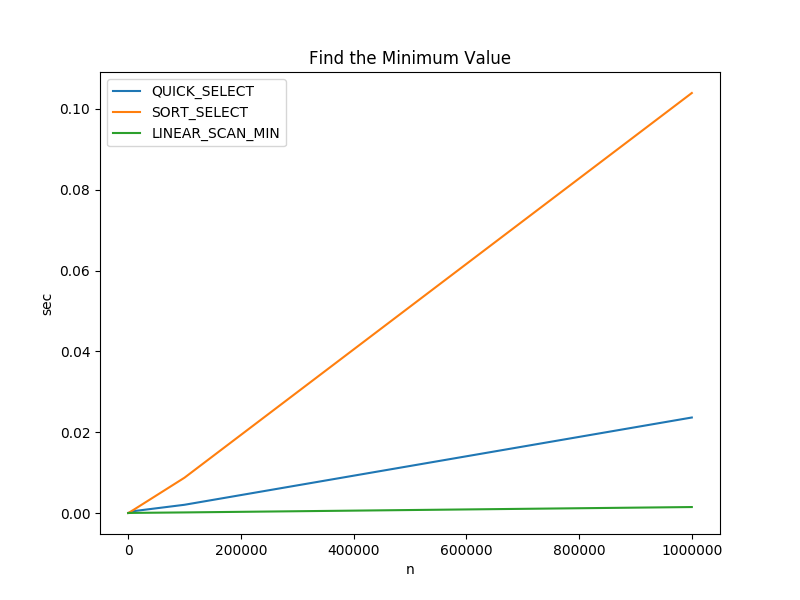 Find the Minimum Value
QUICK_SELECT
SORT_SELECT
LINEAR_SCAN_MIN
0.10
0.08
0.06
0.04
0.02
0.00
sec
0 200000 400000 600000 800000 1000000
n